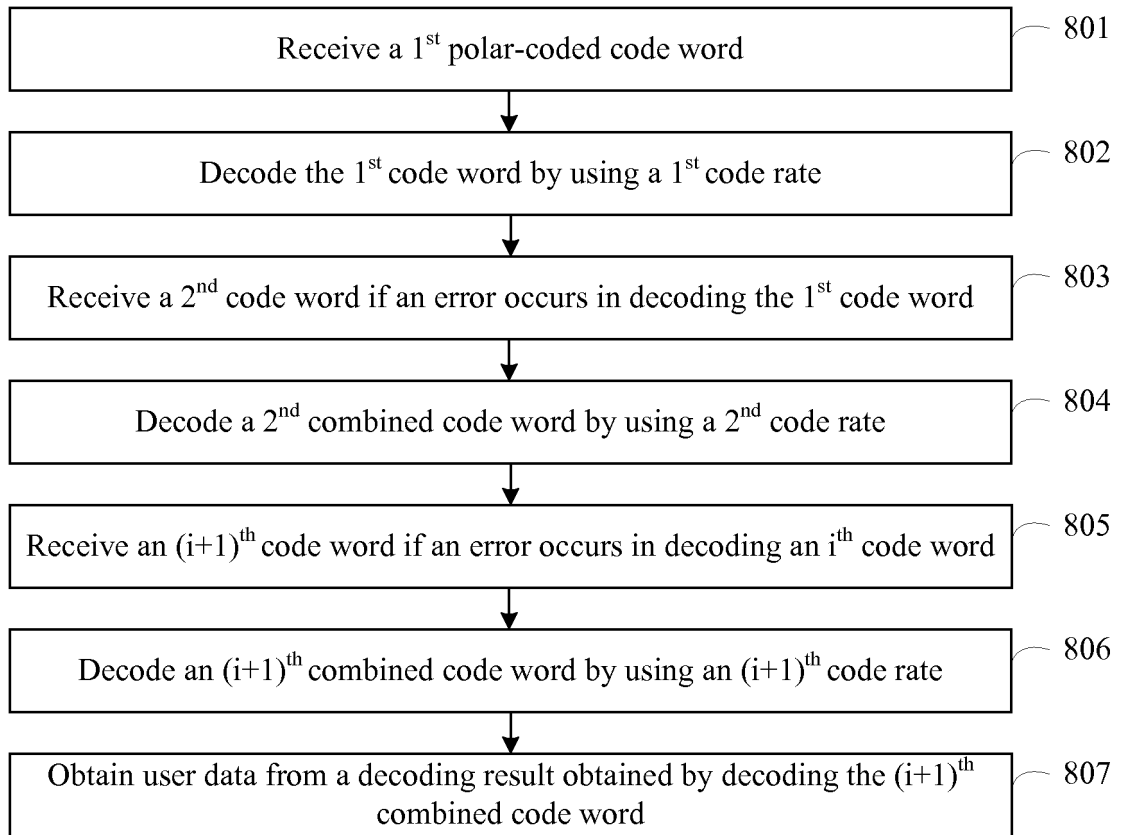 Receive a 1st polar-coded code word
801
Decode the 1st code word by using a 1st code rate
802
Receive a 2nd code word if an error occurs in decoding the 1st code word
803
Decode a 2nd combined code word by using a 2nd code rate
804
Receive an (i+1)th code word if an error occurs in decoding an ith code word
805
Decode an (i+1)th combined code word by using an (i+1)th code rate
806
Obtain user data from a decoding result obtained by decoding the (i+1)th
combined code word
807